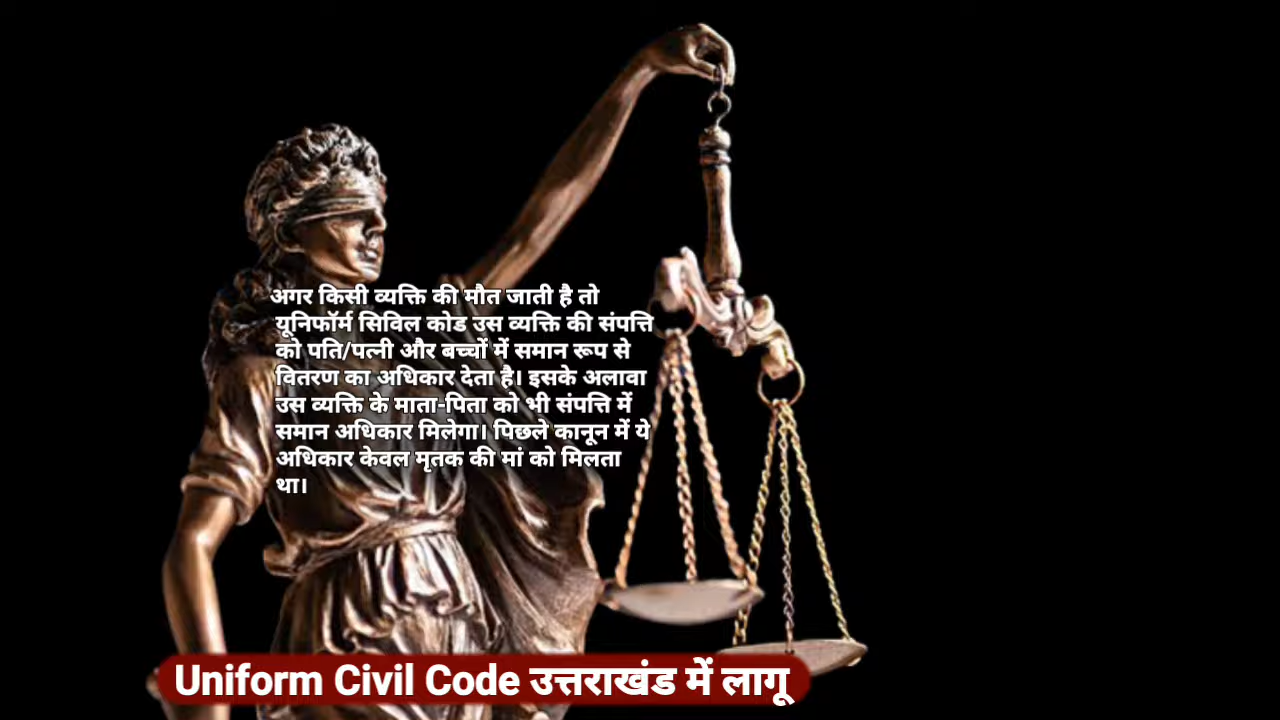 अगर किसी व्यक्ति की मौत जाती है तो
यूनिफॉर्म सिविल कोड उस व्यक्ति की संपत्ति
को पति/पत्नी और बच्चों में समान रूप से
वितरण का अधिकार देता है। इसके अलावा
उस व्यक्ति के माता-पिता को भी संपत्ति में
समान अधिकार मिलेगा। पिछले कानून में ये
अधिकार केवल मृतक की मां को मिलता
था।
Uniform Civil Code उत्तराखंड में लागू